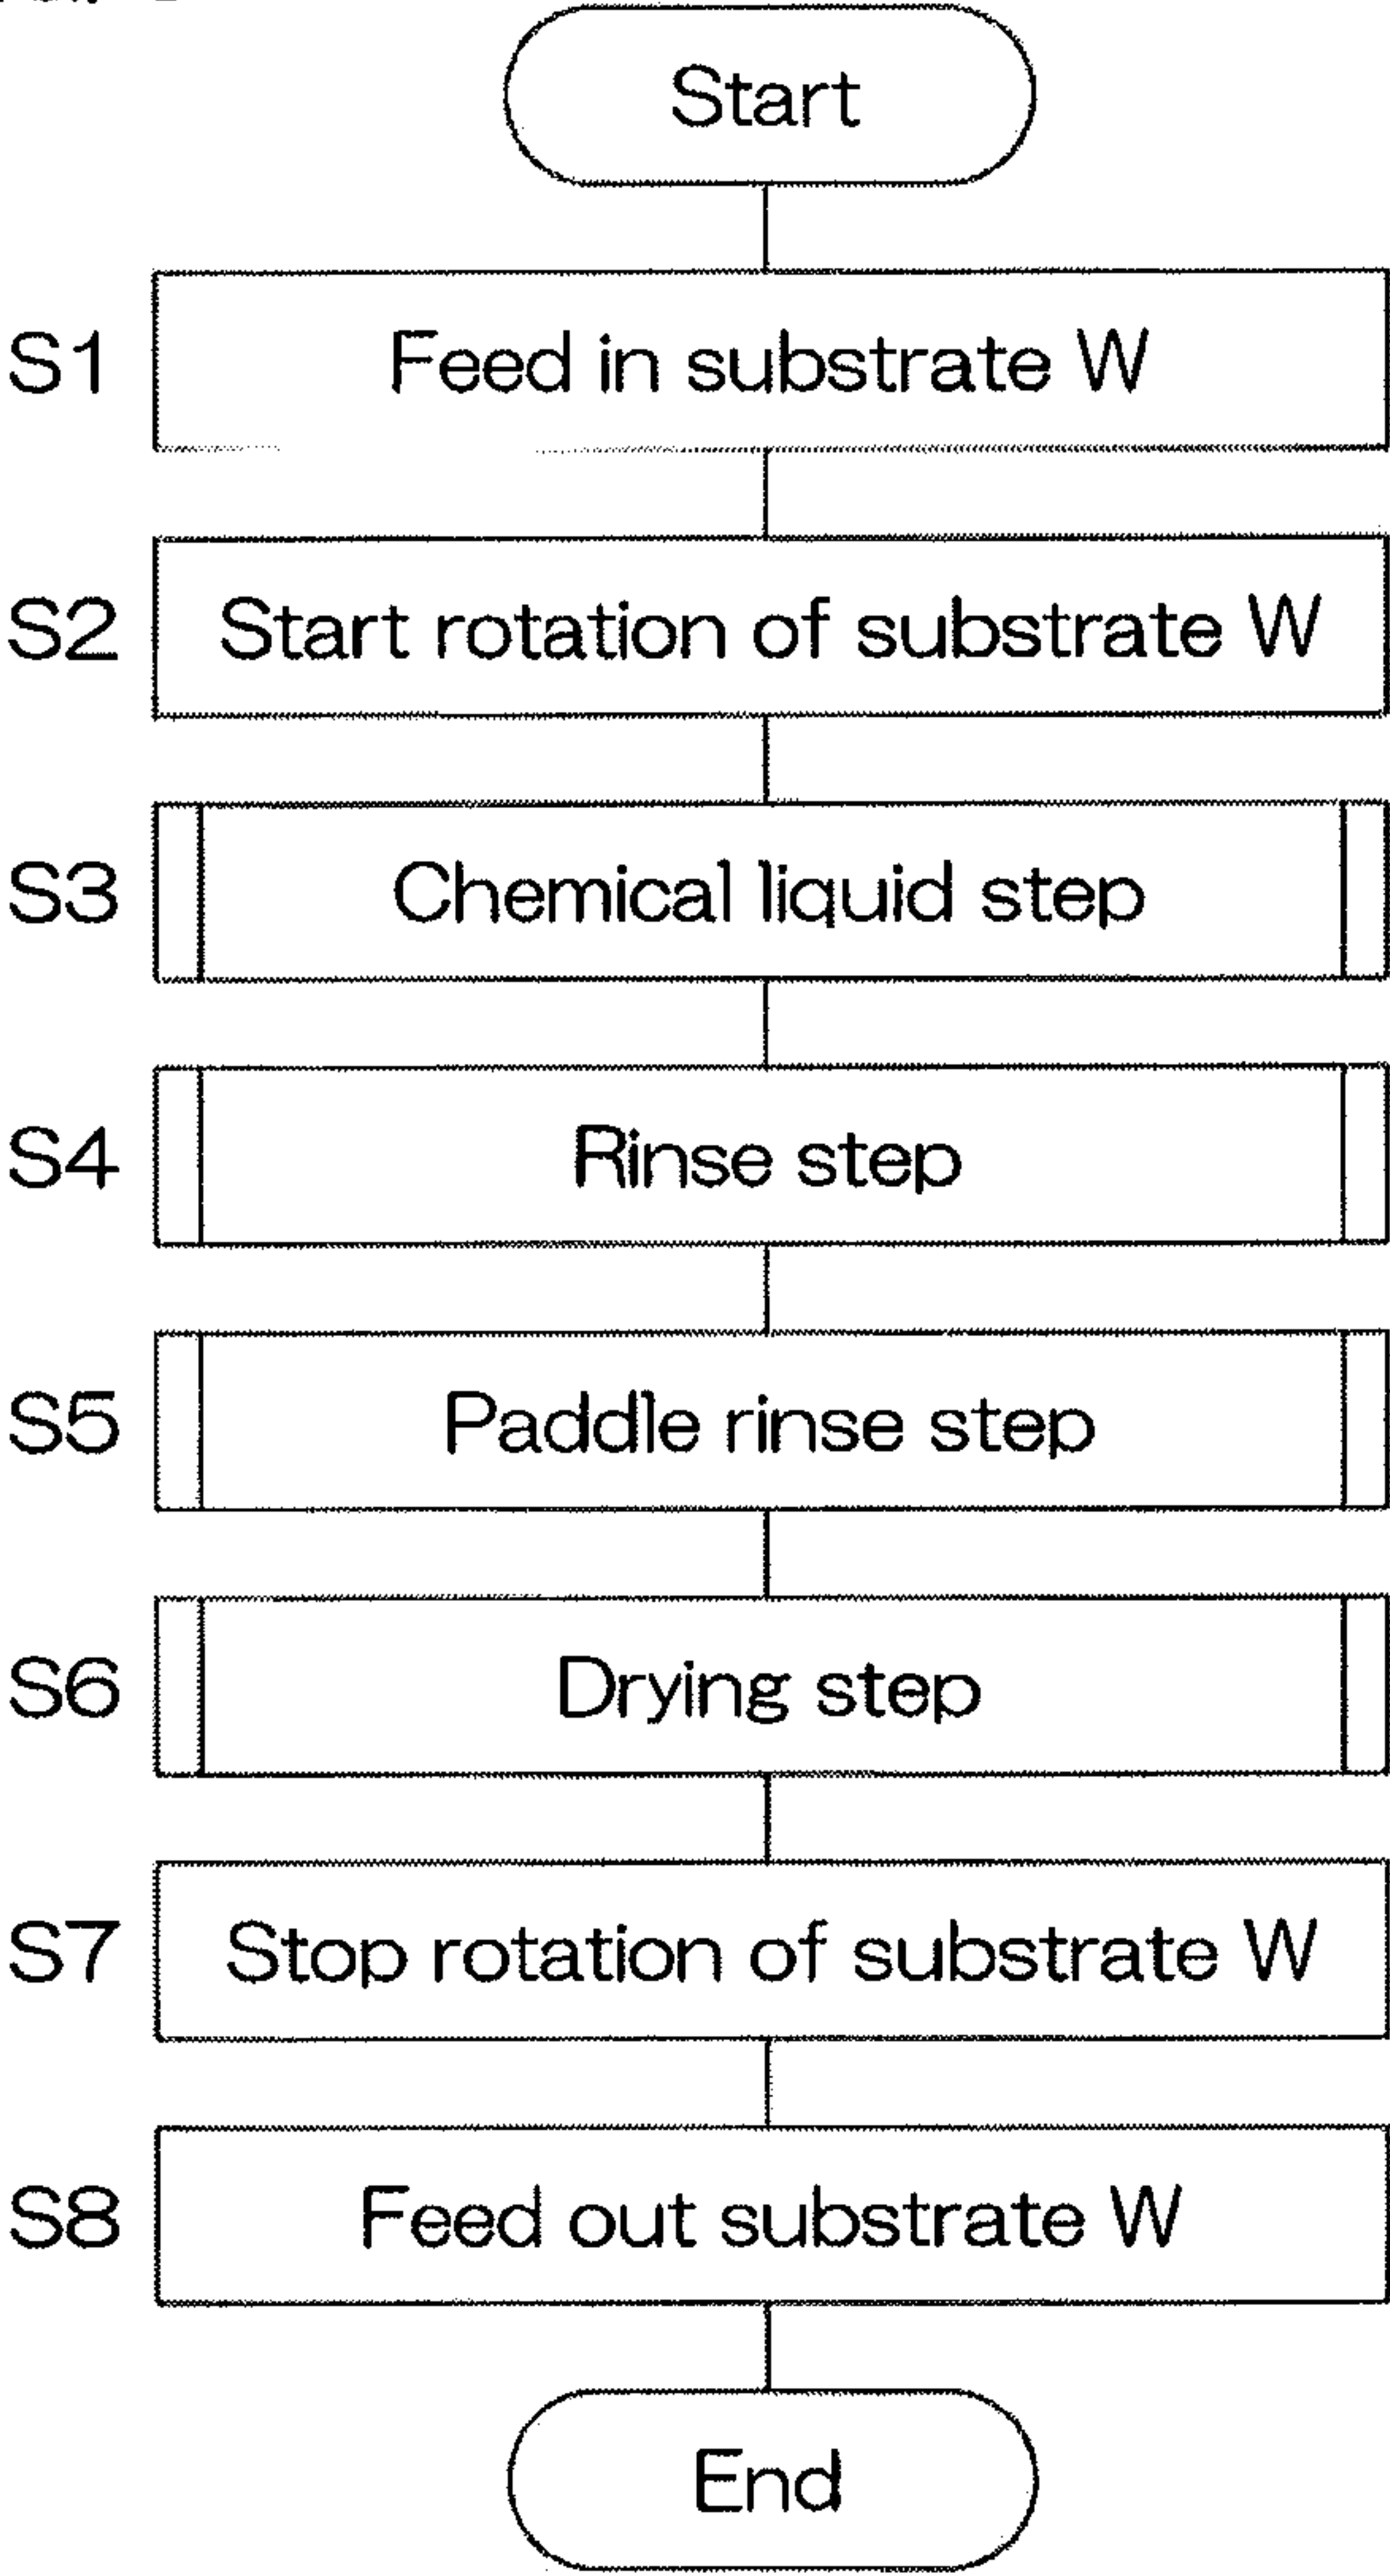 Start
S1 Feed in substrate W
S2 Start rotation of substrate W
S3 Chemical liquid step
S4 Rinse step
S5 Paddle rinse step
S6 Drying step
S7 Stop rotation of substrate W
S8 Feed out substrate W
End